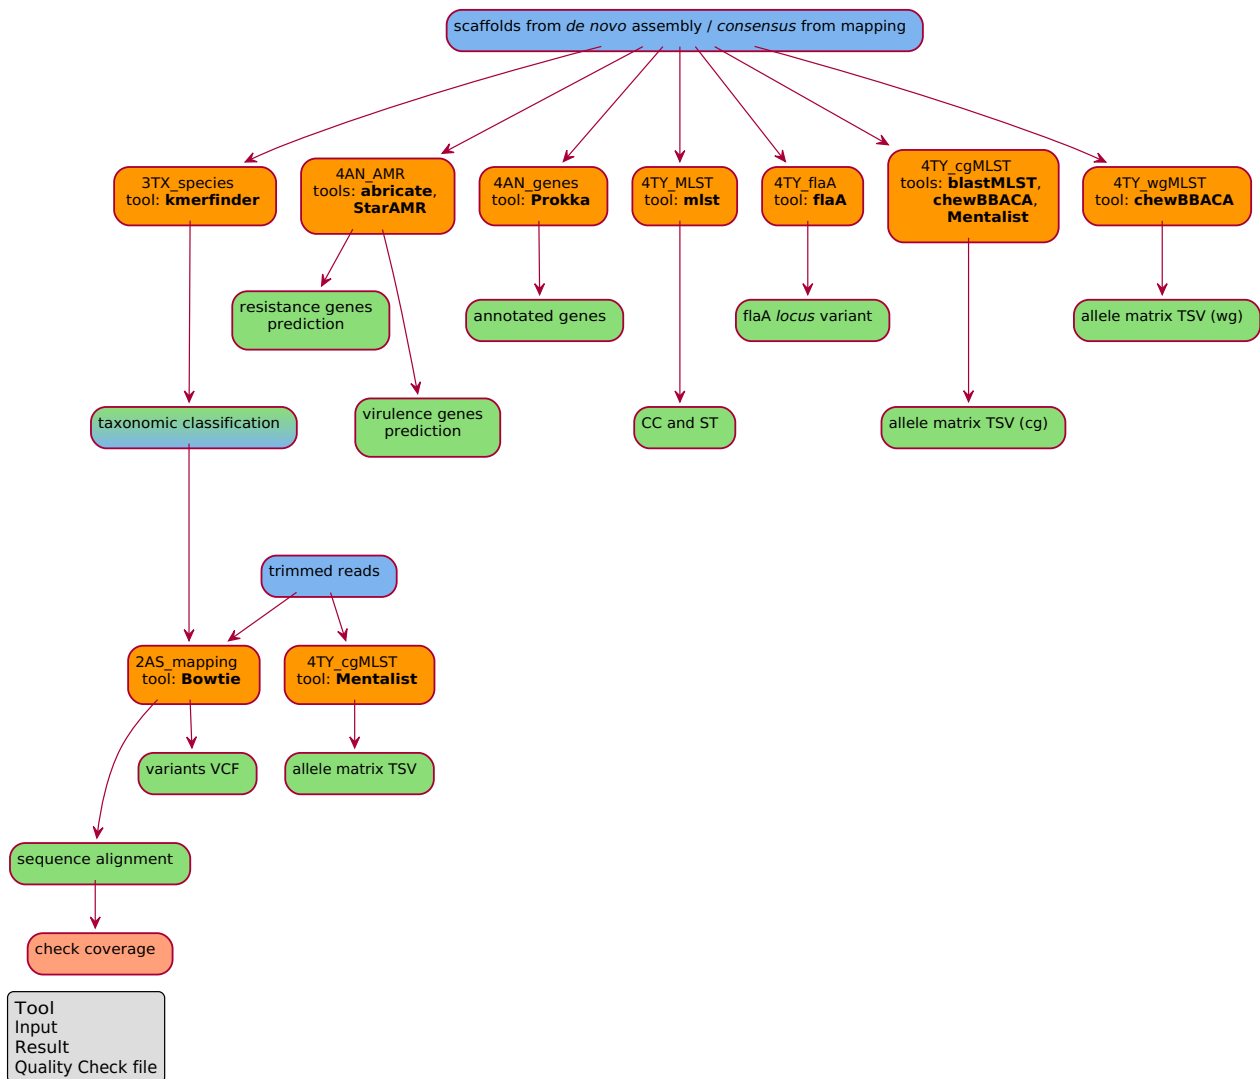 scaffolds from de novo assembly / consensus from mapping
3TX_species
tool: kmerfinder
4AN_AMR
tools: abricate,
StarAMR
4AN_genes
tool: Prokka
4TY_MLST
tool: mlst
4TY_flaA
tool: flaA
4TY_cgMLST
tools: blastMLST,
chewBBACA,
Mentalist
4TY_wgMLST
tool: chewBBACA
resistance genes
prediction
annotated genes
flaA locus variant
allele matrix TSV (wg)
taxonomic classification
virulence genes
prediction
CC and ST
allele matrix TSV (cg)
trimmed reads
2AS_mapping
tool: Bowtie
4TY_cgMLST
tool: Mentalist
variants VCF
allele matrix TSV
sequence alignment
check coverage
Tool
Input
Result
Quality Check file